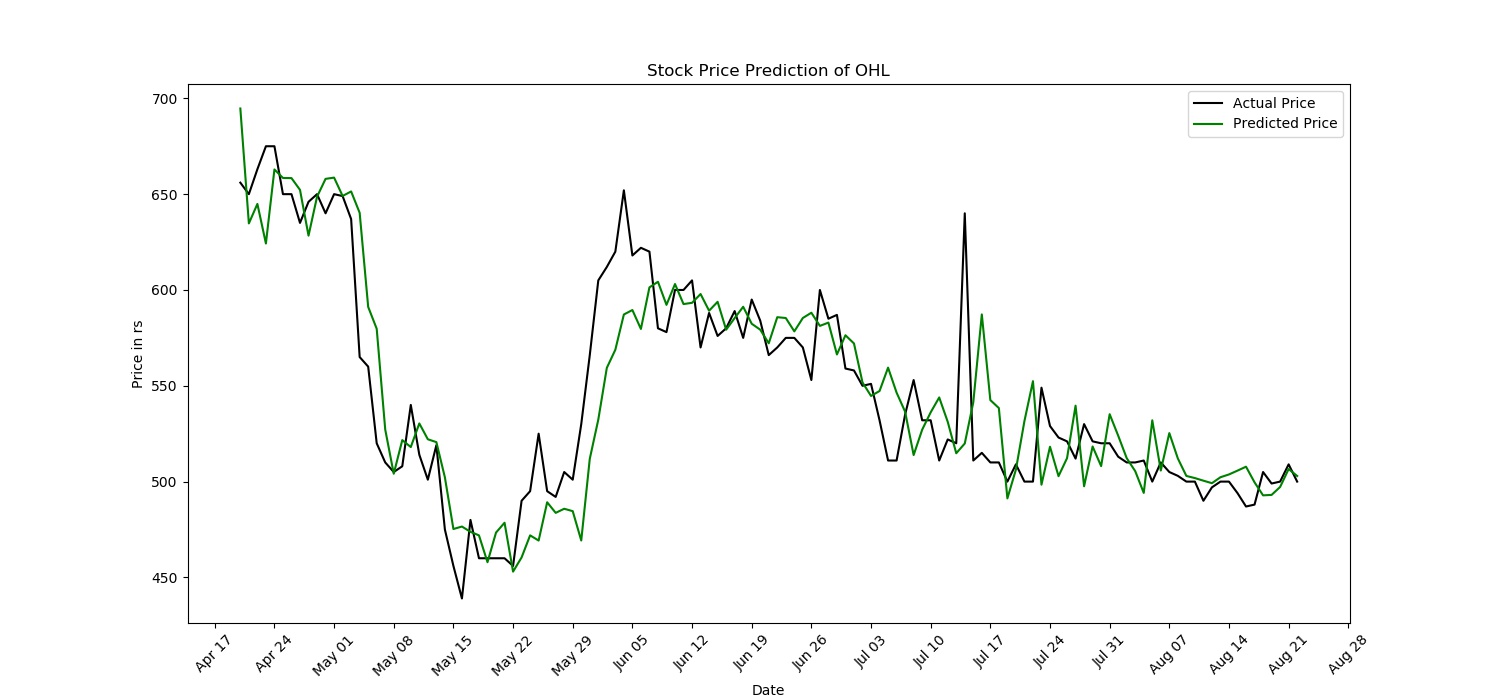 Stock Price Prediction of OHL
Actual Price
Predicted Price
700
650
600
550
500
450
Price in rs
Apr 17
Apr 24
May 01
May 08
May 15
May 22
May 29
Jun 05
Jun 12
Jun 19
Jun 26
Jul 03
Jul 10
Jul 17
Jul 24
Jul 31
Aug 07
Aug 14
Aug 21
Aug 28
Date